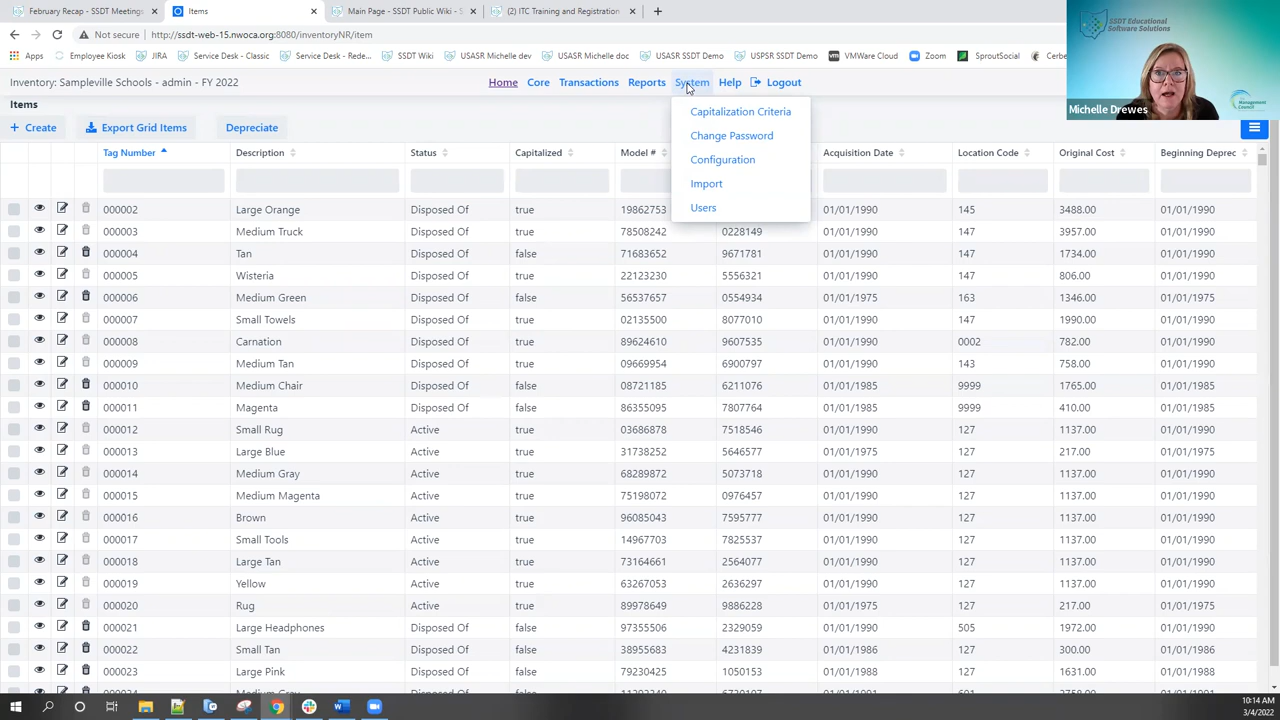 February Recap - SSDT Meetings
Items
Main Page - SSDT Public Wiki - S
(2) ITC Training and Registration
Not secure | http://ssdt-web-15.nwoca.org:8080/inventoryNR/item
Apps
Employee Kiosk
JIRA
Service Desk - Classic
Service Desk - Rede...
SSDT Wiki
USASR Michelle dev
USASR Michelle doc
USASR SSDT Demo
USPSR SSDT Demo
VMWare Cloud
Zoom
SproutSocial
Cerbe
SSDT Educational
Software Solutions
Management
Council
Michelle Drewes
Inventory: Sampleville Schools - admin - FY 2022
Home Core Transactions Reports System Help Logout
Items
Capitalization Criteria
Change Password
Configuration
Import
Users
+ Create Export Grid Items Depreciate
Tag Number Description Status Capitalized Model # Acquisition Date Location Code Original Cost Beginning Deprec
000002 Large Orange Disposed Of true 19862753 01/01/1990 145 3488.00 01/01/1990
000003 Medium Truck Disposed Of true 78508242 0228149 01/01/1990 147 3957.00 01/01/1990
000004 Tan Disposed Of false 71683652 9671781 01/01/1990 147 1734.00 01/01/1990
000005 Wisteria Disposed Of true 22123230 5556321 01/01/1990 147 806.00 01/01/1990
000006 Medium Green Disposed Of false 56537657 0554934 01/01/1975 163 1346.00 01/01/1975
000007 Small Towels Disposed Of true 02135500 8077010 01/01/1990 147 1990.00 01/01/1990
000008 Carnation Disposed Of true 89624610 9607535 01/01/1990 0002 782.00 01/01/1990
000009 Medium Tan Disposed Of true 09669954 6900797 01/01/1990 143 758.00 01/01/1990
000010 Medium Chair Disposed Of false 08721185 6211076 01/01/1985 9999 1765.00 01/01/1985
000011 Magenta Disposed Of false 86355095 7807764 01/01/1985 9999 410.00 01/01/1985
000012 Small Rug Active true 03686878 7518546 01/01/1990 127 1137.00 01/01/1990
000013 Large Blue Active true 31738252 5646577 01/01/1975 127 217.00 01/01/1975
000014 Medium Gray Active true 68289872 5073718 01/01/1990 127 1137.00 01/01/1990
000015 Medium Magenta Active true 75198072 0976457 01/01/1990 127 1137.00 01/01/1990
000016 Brown Active true 96085043 7595777 01/01/1990 127 1137.00 01/01/1990
000017 Small Tools Active true 14967703 7825537 01/01/1990 127 1137.00 01/01/1990
000018 Large Tan Active true 73164661 2564077 01/01/1990 127 1137.00 01/01/1990
000019 Yellow Active true 63267053 2636297 01/01/1990 127 1137.00 01/01/1990
000020 Rug Active true 89978649 9886228 01/01/1975 127 217.00 01/01/1975
000021 Large Headphones Disposed Of false 97355506 2329059 01/01/1990 505 1972.00 01/01/1990
000022 Small Tan Disposed Of false 38955683 4231839 01/01/1986 127 300.00 01/01/1986
000023 Large Pink Disposed Of false 79230425 1050153 01/01/1988 127 1631.00 01/01/1988
10:14 AM
3/4/2022